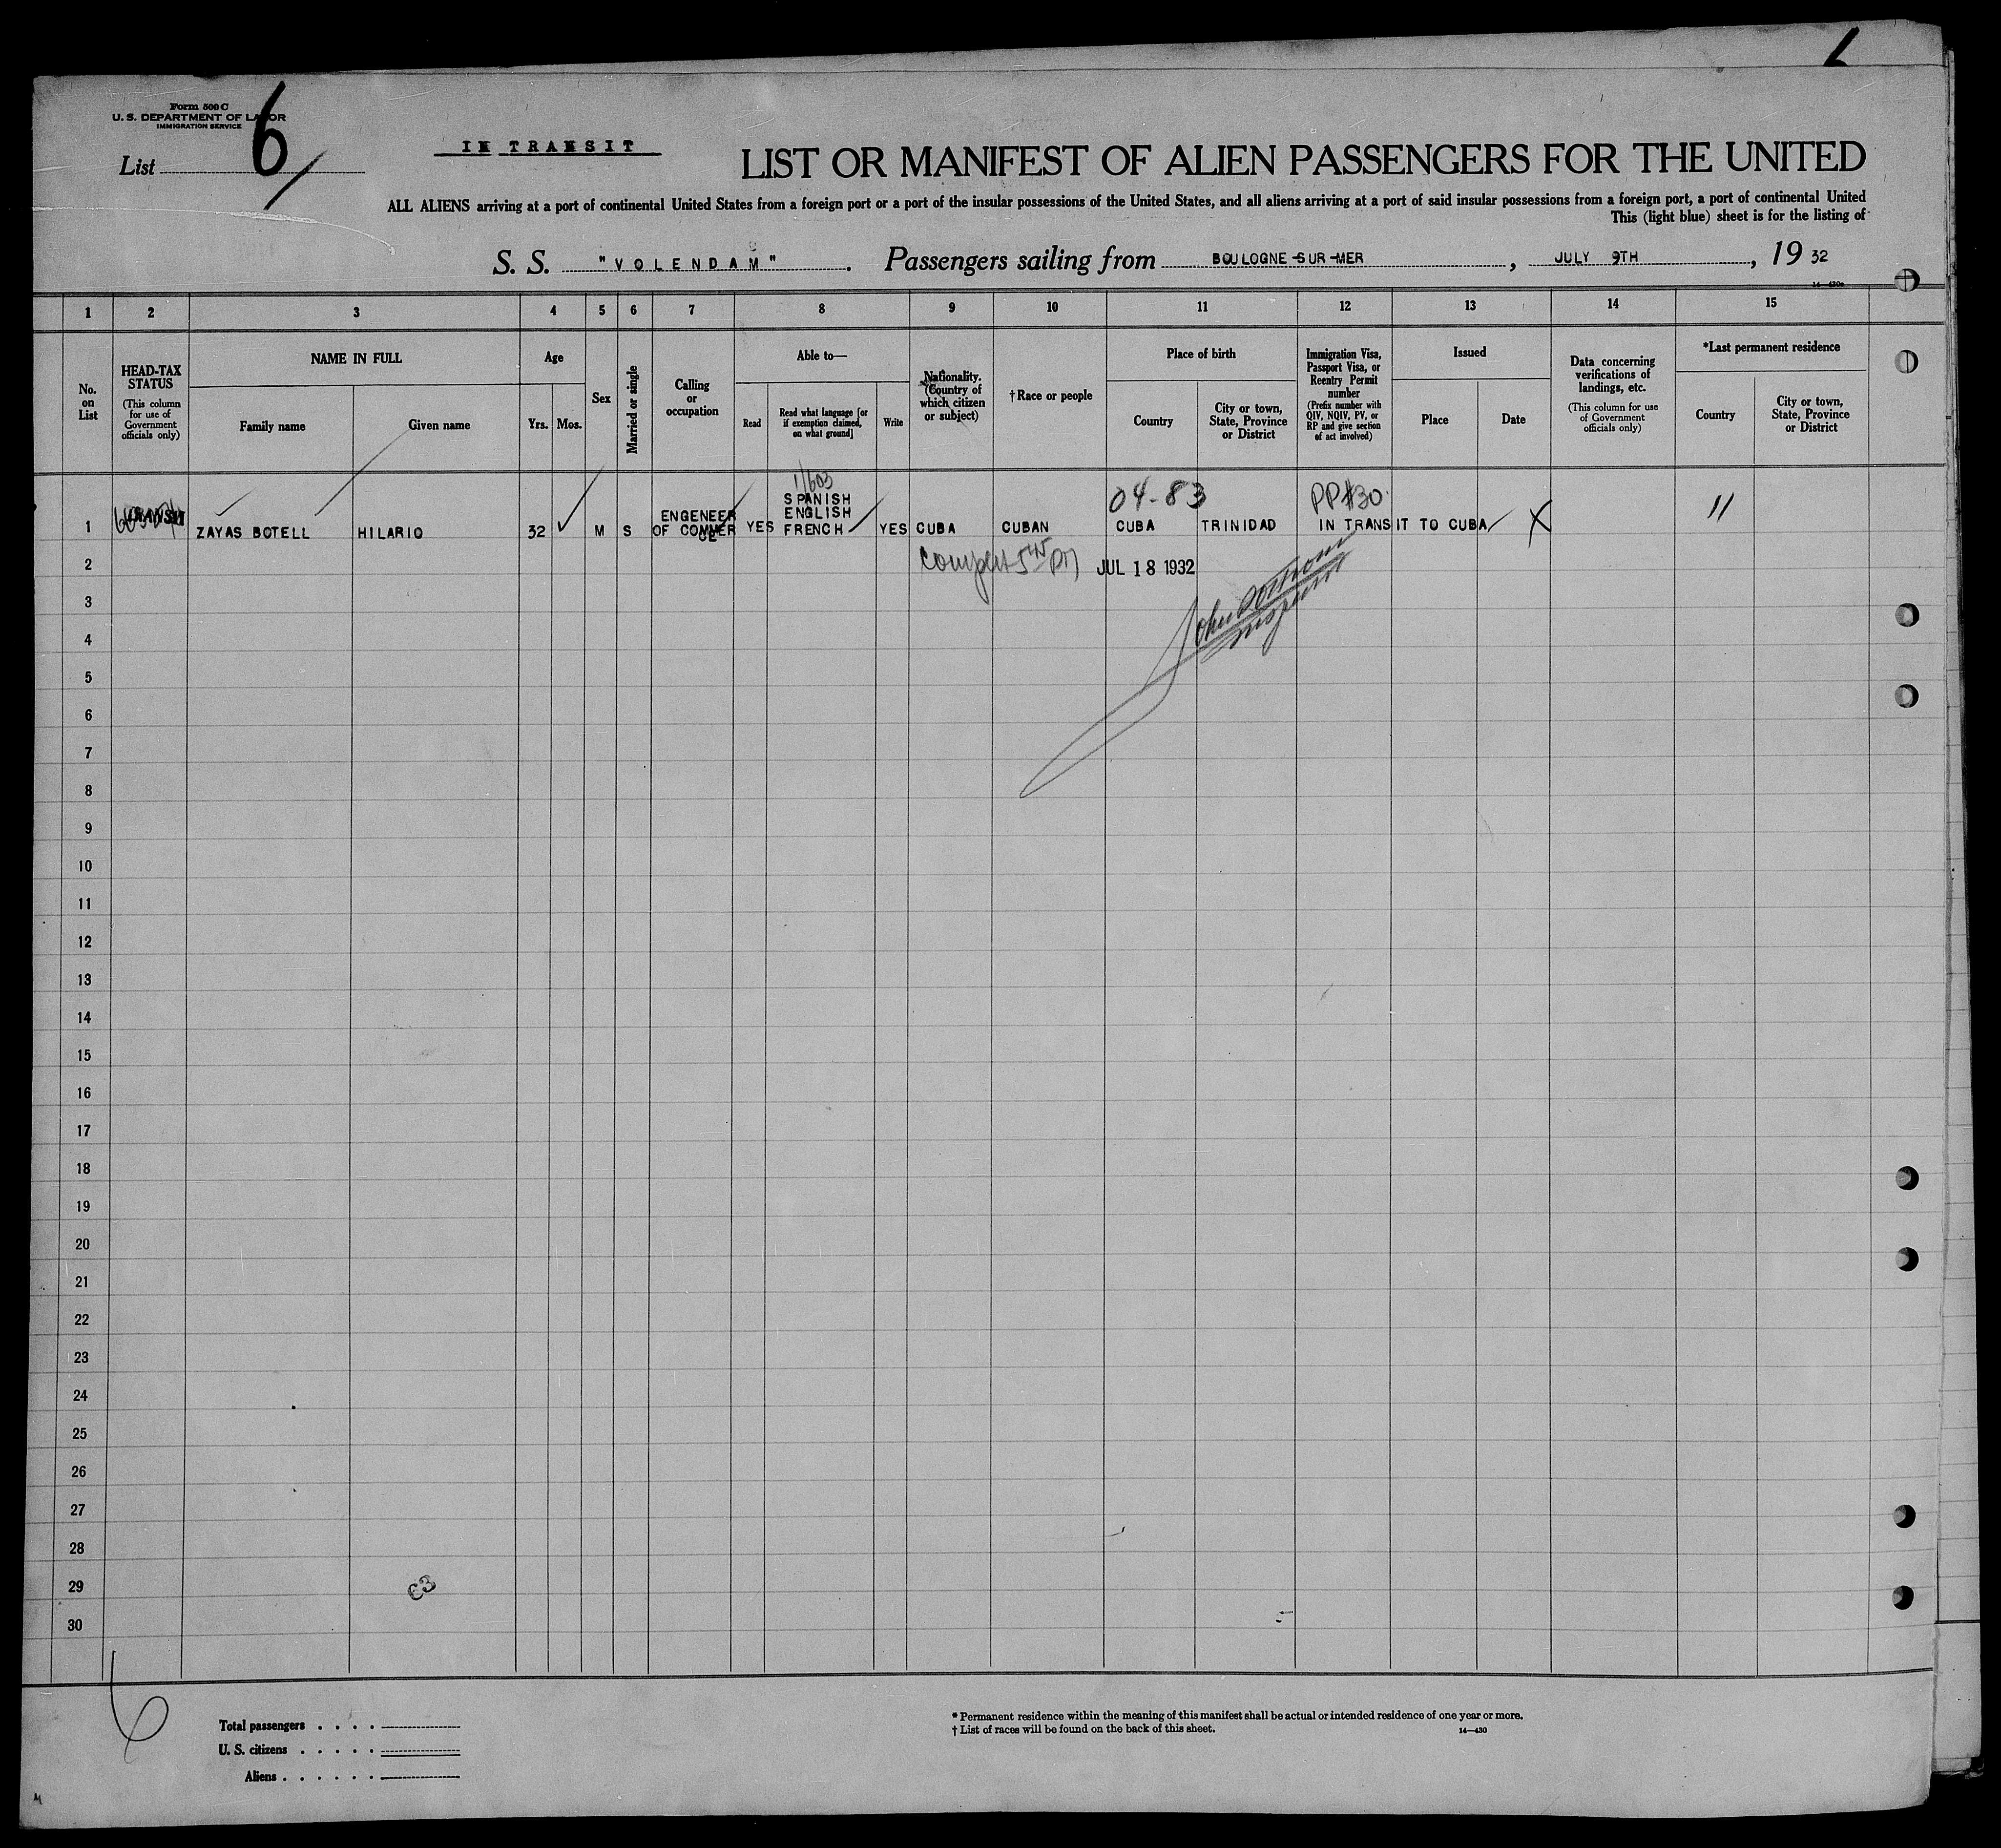 Form 500 C
U. S. DEPARTMENT OF LABOR
IMMIGRATION SERVICE
List 6
IN TRANSIT
LIST OR MANIFEST OF ALIEN PASSENGERS FOR THE UNITED
ALL ALIENS arriving at a port of continental United States from a foreign port or a port of the insular possessions of the United States, and all aliens arriving at a port of said insular possessions from a foreign port, a port of continental United
This (light blue) sheet is for the listing of
S. S. "VOLENDAM". Passengers sailing from BOULOGNE-SUR-MER, JULY 9TH, 19 32
1 2 3 4 5 6 7 8 9 10 11 12 13 14 15
No. on List
HEAD-TAX STATUS
(This column for use of Government officials only)
NAME IN FULL
Family name
Given name
Age
Yrs.
Mos.
Sex
Married or single
Calling or occupation
Able to—
Read
Read what language [or if exemption claimed, on what ground]
Write
Nationality. (Country of which citizen or subject)
†Race or people
Place of birth
Country
City or town, State, Province or District
Immigration Visa, Passport Visa, or Reentry Permit number
(Prefix number with QIV, NQIV, PV, or RP and give section of act involved)
Issued
Place
Date
Data concerning verifications of landings, etc.
(This column for use of Government officials only)
*Last permanent residence
Country
City or town, State, Province or District
1/603
04-83
PP#30
11
SPANISH
ENGLISH
1 ZAYAS BOTELL HILARIO 32 M S ENGENEER OF COMMERCE YES FRENCH YES CUBA CUBAN CUBA TRINIDAD IN TRANSIT TO CUBA X
2 JUL 18 1932
3
4
5
6
7
8
9
10
11
12
13
14
15
16
17
18
19
20
21
22
23
24
25
26
27
28
29
30
63
6
Total passengers
U. S. citizens
Aliens
* Permanent residence within the meaning of this manifest shall be actual or intended residence of one year or more.
† List of races will be found on the back of this sheet.
14—430